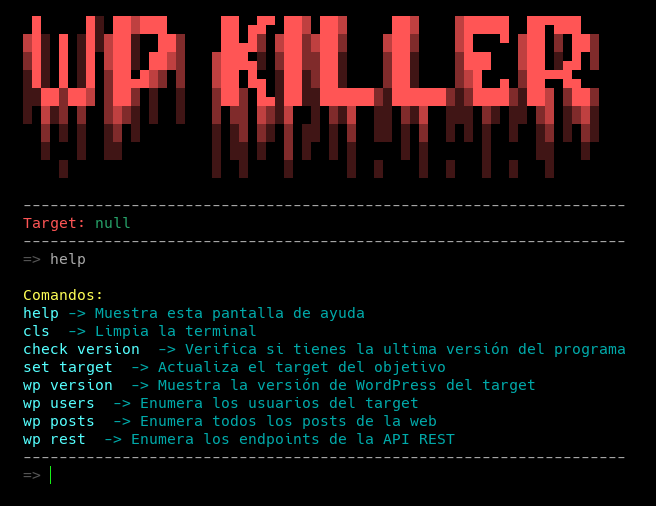 WP KILLER
------------------------------------------------------------------
Target: null
------------------------------------------------------------------
=> help
Comandos:
help -> Muestra esta pantalla de ayuda
cls  -> Limpia la terminal
check version  -> Verifica si tienes la ultima versión del programa
set target  -> Actualiza el target del objetivo
wp version  -> Muestra la versión de WordPress del target
wp users  -> Enumera los usuarios del target
wp posts  -> Enumera todos los posts de la web
wp rest  -> Enumera los endpoints de la API REST
------------------------------------------------------------------
=>